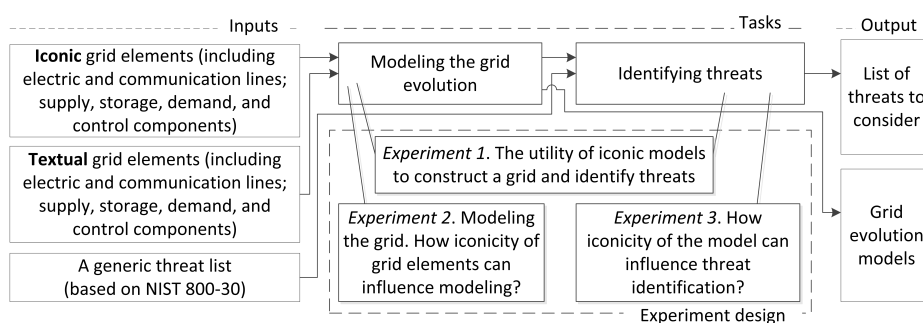 Inputs
Tasks
Output
Iconic grid elements (including
electric and communication lines;
supply, storage, demand, and
control components)
Textual grid elements (including
electric and communication lines;
supply, storage, demand, and
control components)
A generic threat list
(based on NIST 800-30)
Modeling the grid
evolution
Identifying threats
Experiment 1. The utility of iconic models
to construct a grid and identify threats
Experiment 2. Modeling
the grid. How iconicity of
grid elements can
influence modeling?
Experiment 3. How
iconicity of the model can
influence threat
identification?
Experiment design
List of
threats to
consider
Grid
evolution
models